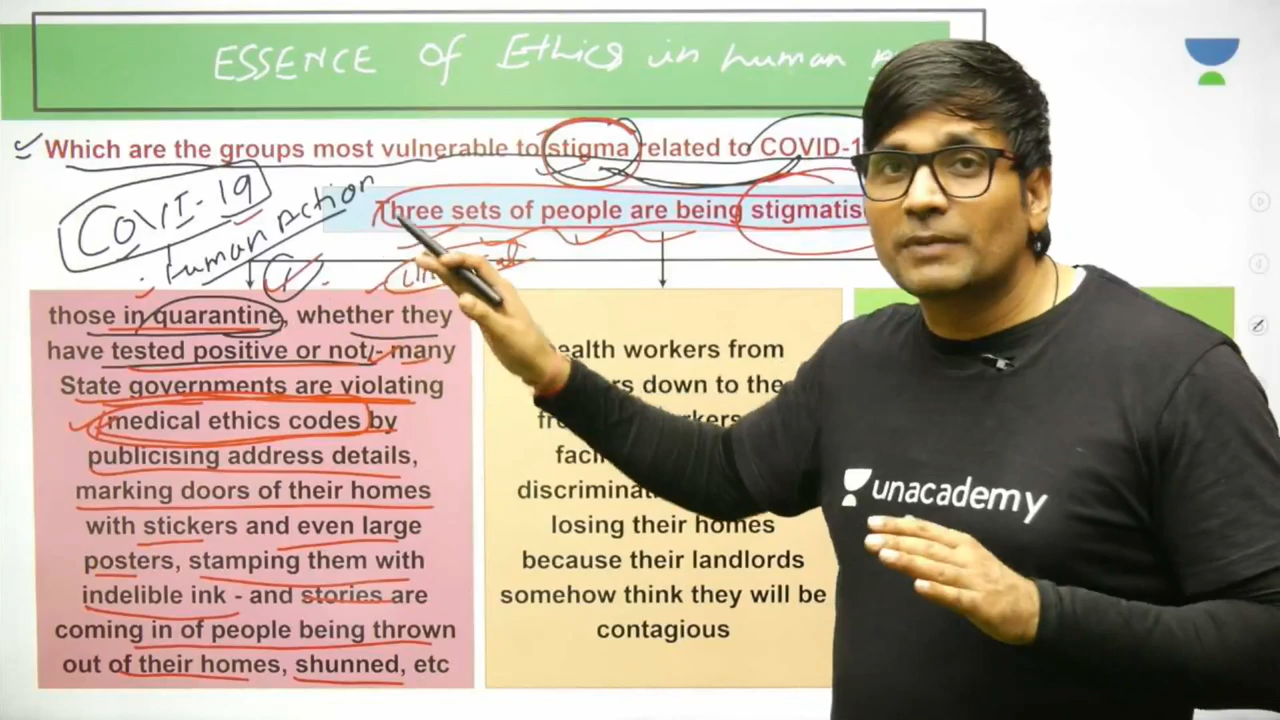 ESSENCE OF Ethics in human
Which are the groups most vulnerable to stigma related to COVID-1
COVI-19
human Action
Three sets of people are being stigmatis
those in quarantine, whether they
have tested positive or not/- many
State governments are violating
medical ethics codes by
publicising address details,
marking doors of their homes
with stickers and even large
posters, stamping them with
indelible ink - and stories are
coming in of people being thrown
out of their homes, shunned, etc
ealth workers from
rs down to the
rkers
faci
discriminat
losing their homes
because their landlords
somehow think they will be
contagious
unacademy